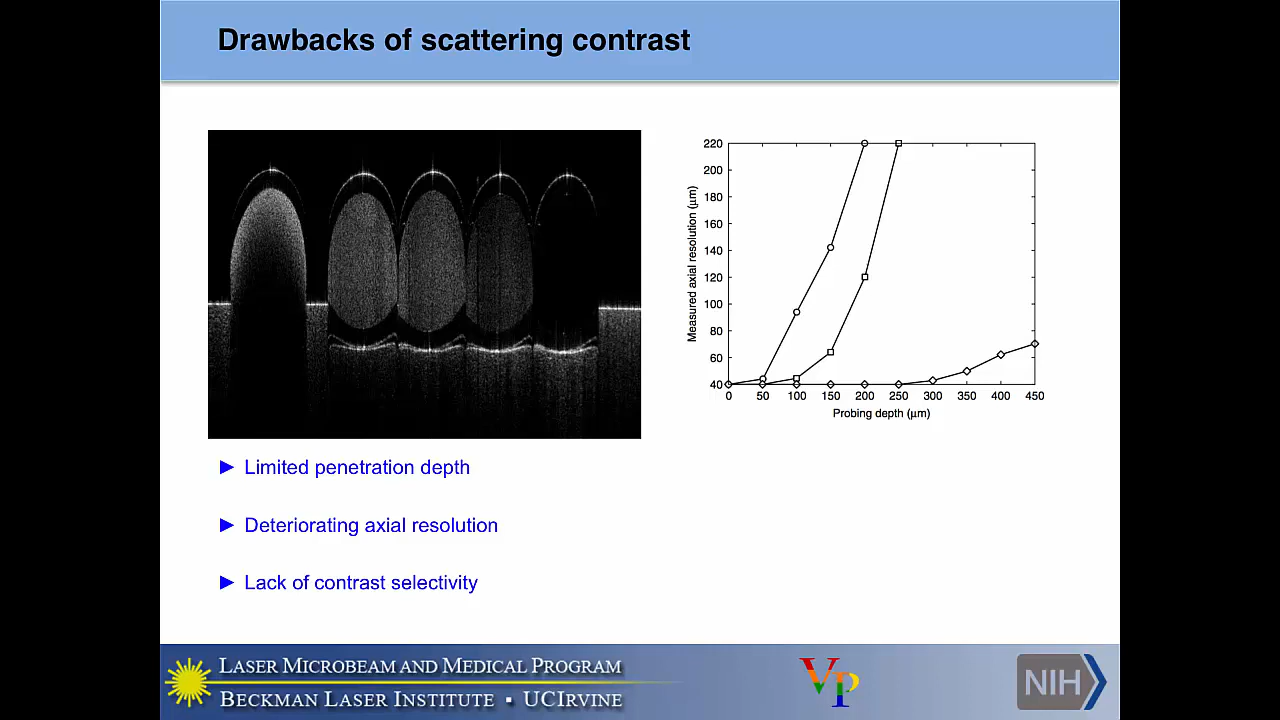 Drawbacks of scattering contrast
220
200
180
160
140
120
100
80
60
40
Measured axial resolution (μm)
0 50 100 150 200 250 300 350 400 450
Probing depth (μm)
► Limited penetration depth
► Deteriorating axial resolution
► Lack of contrast selectivity
LASER MICROBEAM AND MEDICAL PROGRAM
BECKMAN LASER INSTITUTE ▪ UCIRVINE
VP
NIH